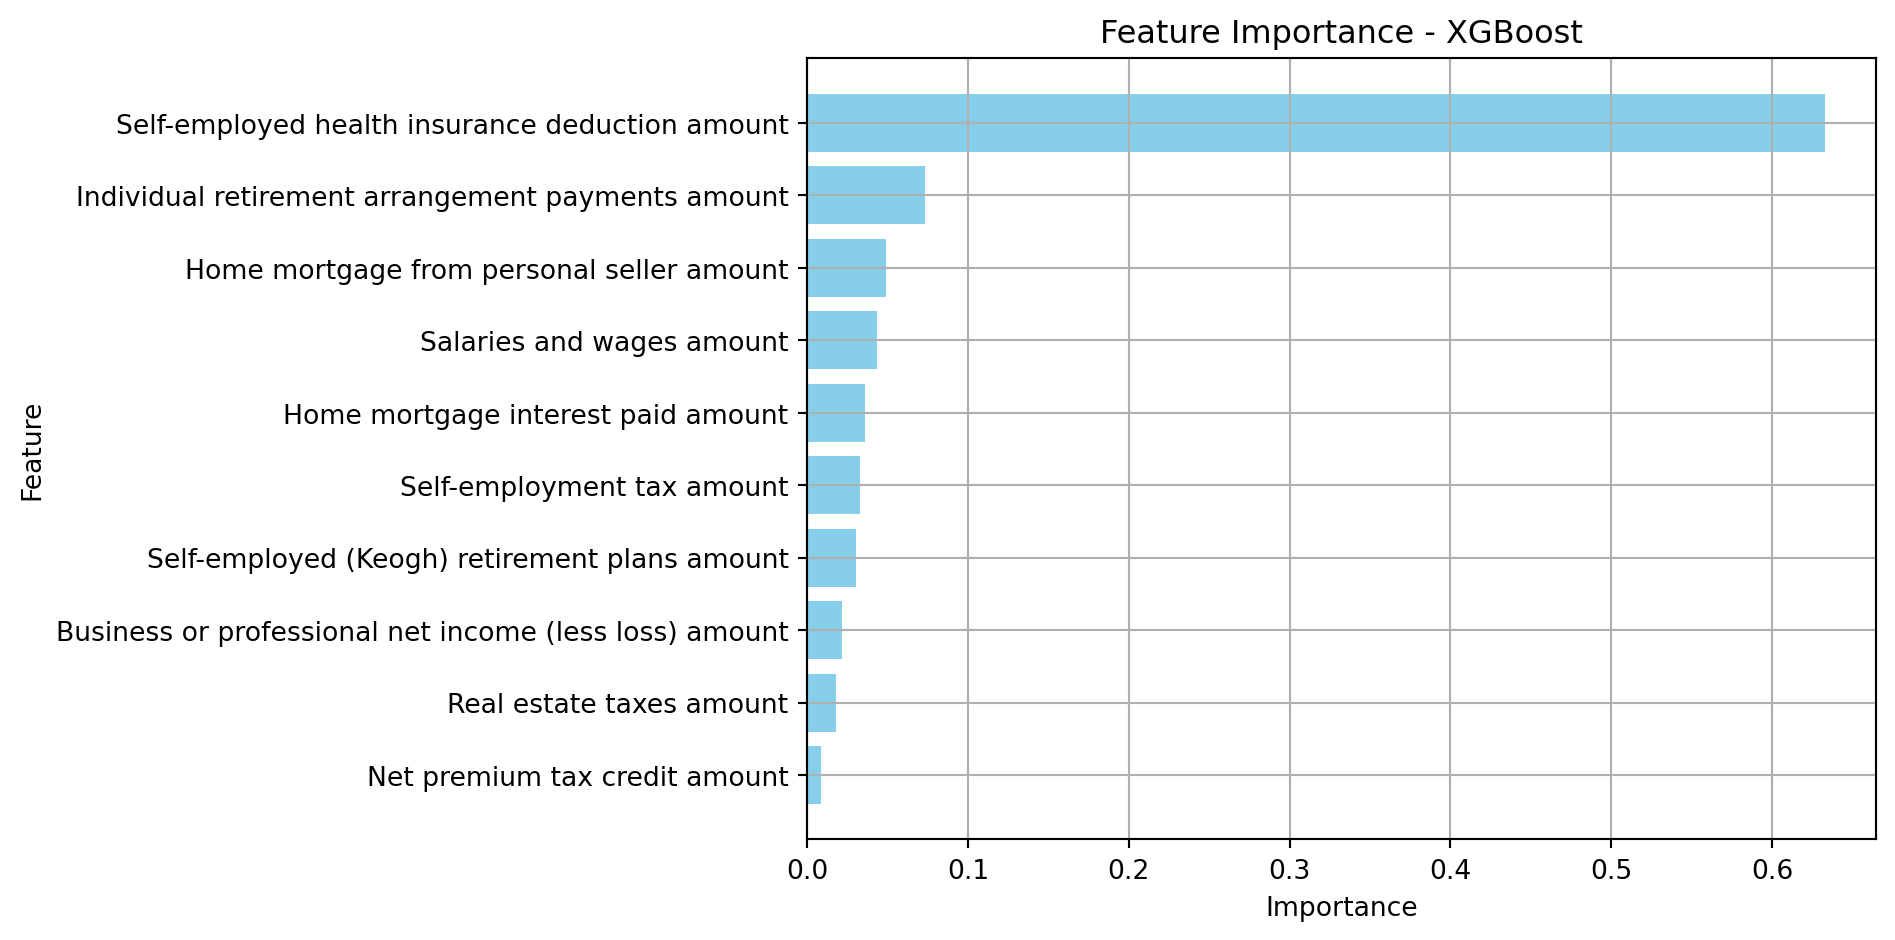 Feature Importance - XGBoost
Self-employed health insurance deduction amount
Individual retirement arrangement payments amount
Home mortgage from personal seller amount
Salaries and wages amount
Home mortgage interest paid amount
Self-employment tax amount
Self-employed (Keogh) retirement plans amount
Business or professional net income (less loss) amount
Real estate taxes amount
Net premium tax credit amount
Feature
0.0 0.1 0.2 0.3 0.4 0.5 0.6
Importance